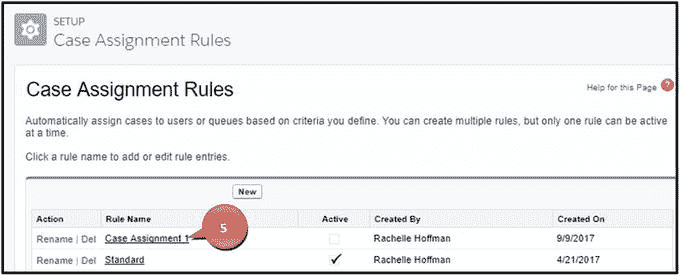 SETUP
Case Assignment Rules
Case Assignment Rules
Help for this Page ?
Automatically assign cases to users or queues based on criteria you define. You can create multiple rules, but only one rule can be active
at a time.
Click a rule name to add or edit rule entries.
New
Action Rule Name Active Created By Created On
Rename | Del Case Assignment 1 5 Rachelle Hoffman 9/9/2017
Rename | Del Standard ✓ Rachelle Hoffman 4/21/2017